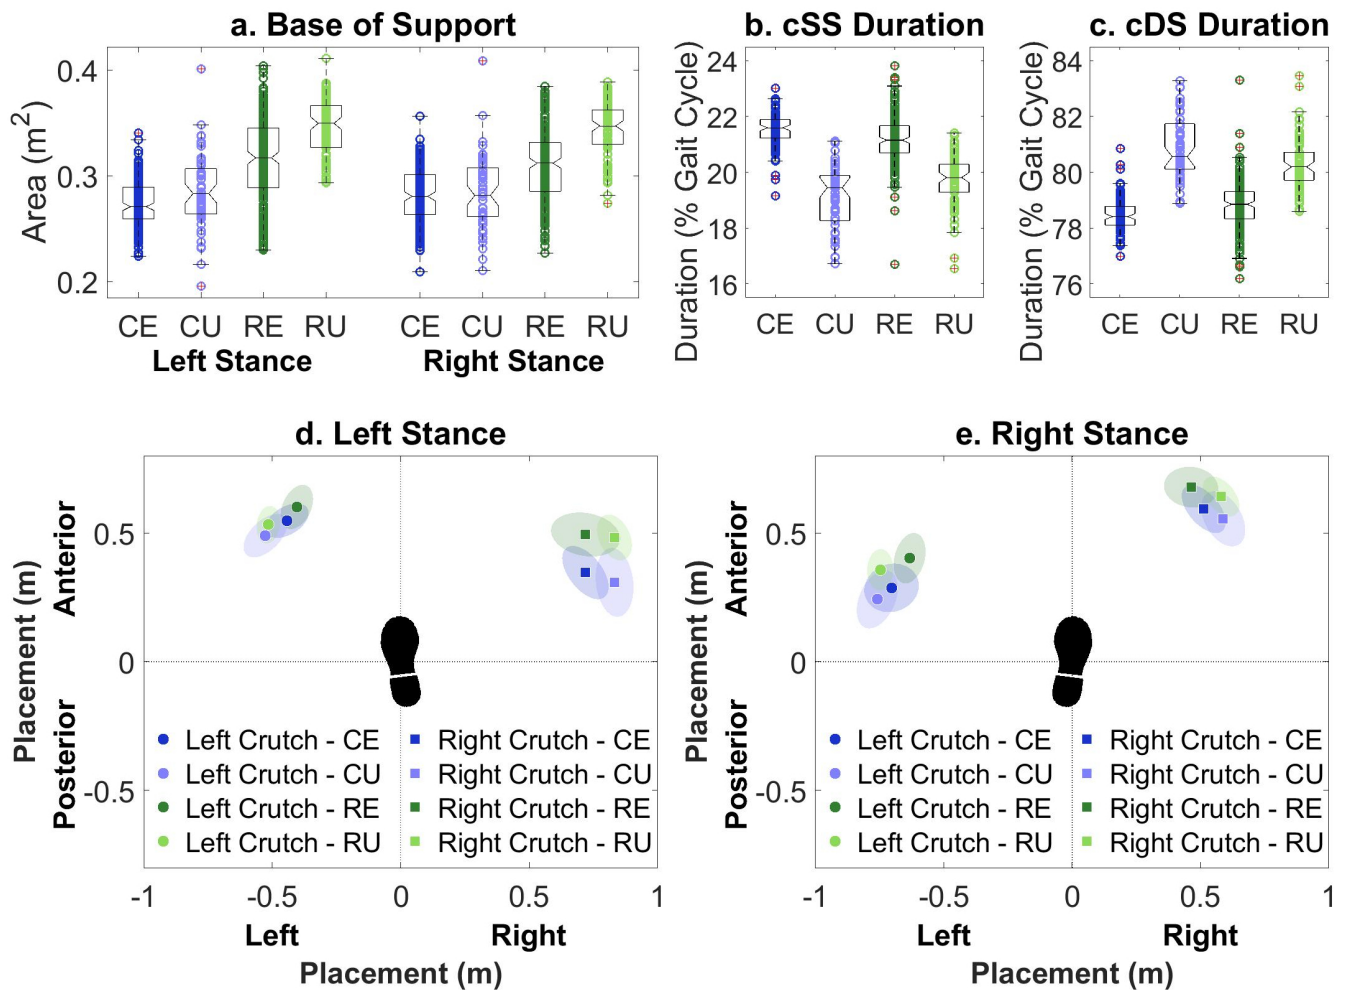 a. Base of Support
Area (m²)
0.4
0.3
0.2
CE CU RE RU CE CU RE RU
Left Stance Right Stance
b. cSS Duration
Duration (% Gait Cycle)
24
22
20
18
16
CE CU RE RU
c. cDS Duration
Duration (% Gait Cycle)
84
82
80
78
76
CE CU RE RU
d. Left Stance
Placement (m)
Posterior Anterior
0.5
0
-0.5
Left Crutch - CE Right Crutch - CE
Left Crutch - CU Right Crutch - CU
Left Crutch - RE Right Crutch - RE
Left Crutch - RU Right Crutch - RU
-1 -0.5 0 0.5 1
Left Right
Placement (m)
e. Right Stance
Placement (m)
Posterior Anterior
0.5
0
-0.5
Left Crutch - CE Right Crutch - CE
Left Crutch - CU Right Crutch - CU
Left Crutch - RE Right Crutch - RE
Left Crutch - RU Right Crutch - RU
-1 -0.5 0 0.5 1
Left Right
Placement (m)